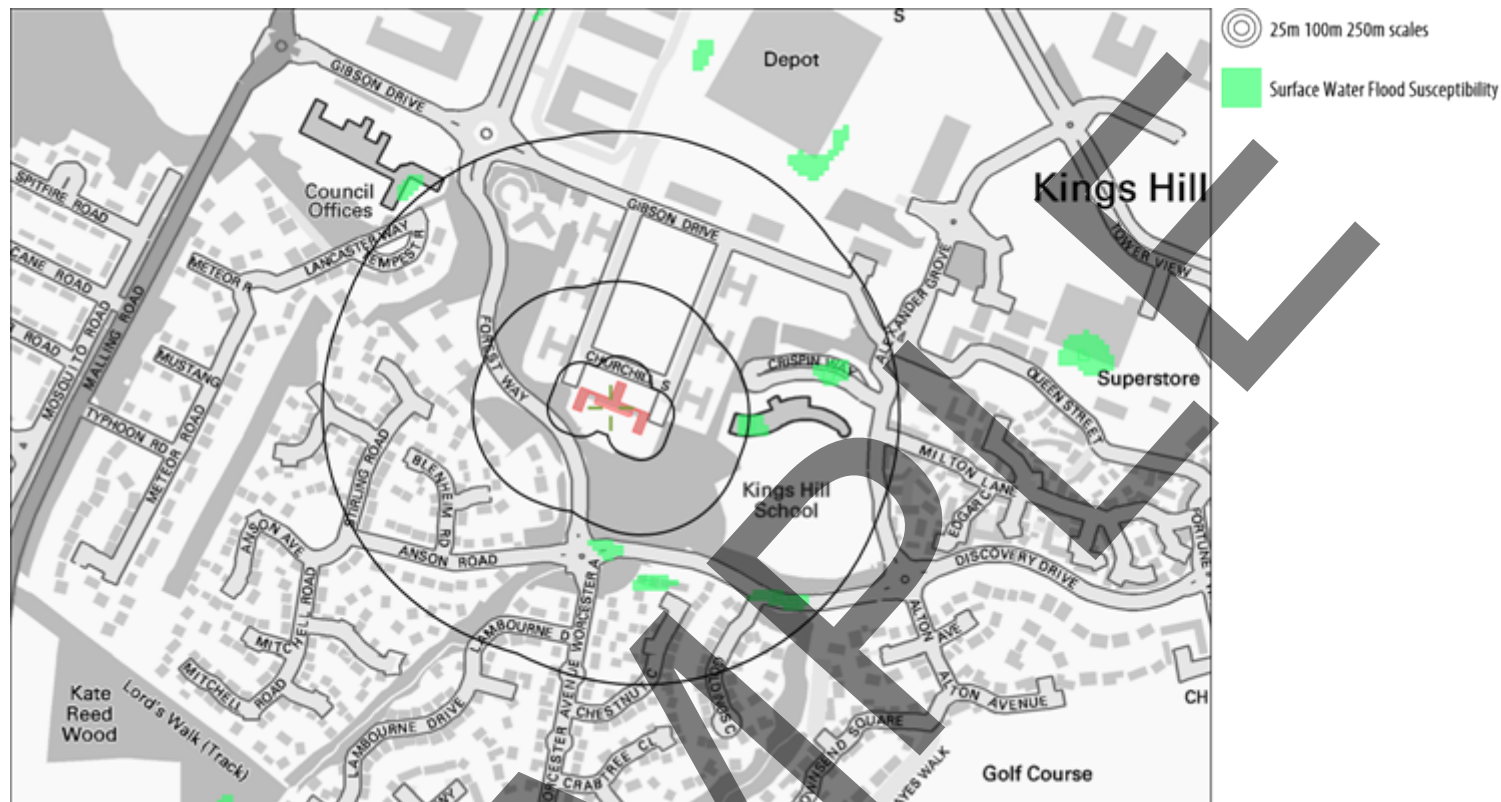 S
25m 100m 250m scales
Surface Water Flood Susceptibility
Depot
GIBSON DRIVE
Council
Offices
SPITFIRE ROAD
LANCASTER WAY
TEMPEST R
METEOR R
CANE ROAD
ROAD
MOSQUITO ROAD
MALLING ROAD
MUSTANG
TYPHOON RD
METEOR ROAD
GIBSON DRIVE
Kings Hill
TOWER VIEW
ALEXANDER GROVE
FOREST WAY
CHURCHILL S
CRISPIN WAY
QUEEN STREET
Superstore
STIRLING ROAD
BLENHEIM RD
Kings Hill
School
MILTON LANE
EDGAR C
DISCOVERY DRIVE
ANSON AVE
ANSON ROAD
MITCHELL ROAD
MITCH
MITCHELL ROAD
LAMBOURNE D
WORCESTER A
WORCESTER AVENUE
CHESTNUT C
ALTON AVE
ALTON AVENUE
CH
Kate
Reed
Wood
Lord's Walk (Track)
LAMBOURNE DRIVE
CRABTREE CL
TOWNSEND SQUARE
AYES WALK
Golf Course
WY